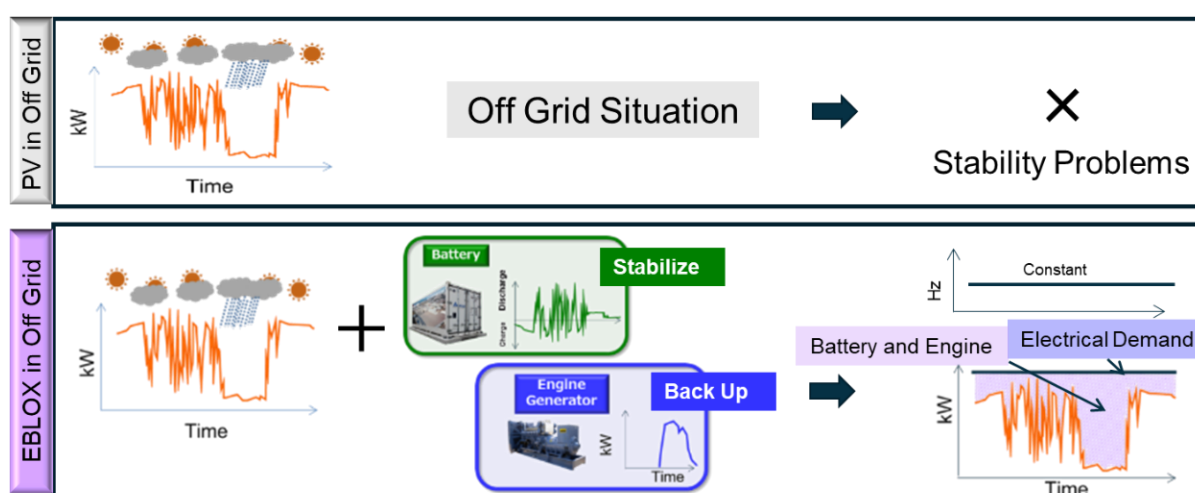 PV in Off Grid
kW
Time
Off Grid Situation
×
Stability Problems
EBLOX in Off Grid
kW
Time
+
Battery
Stabilize
Discharge
Charge
Engine
Generator
Back Up
kW
Time
Hz
Constant
Battery and Engine
Electrical Demand
kW
Time